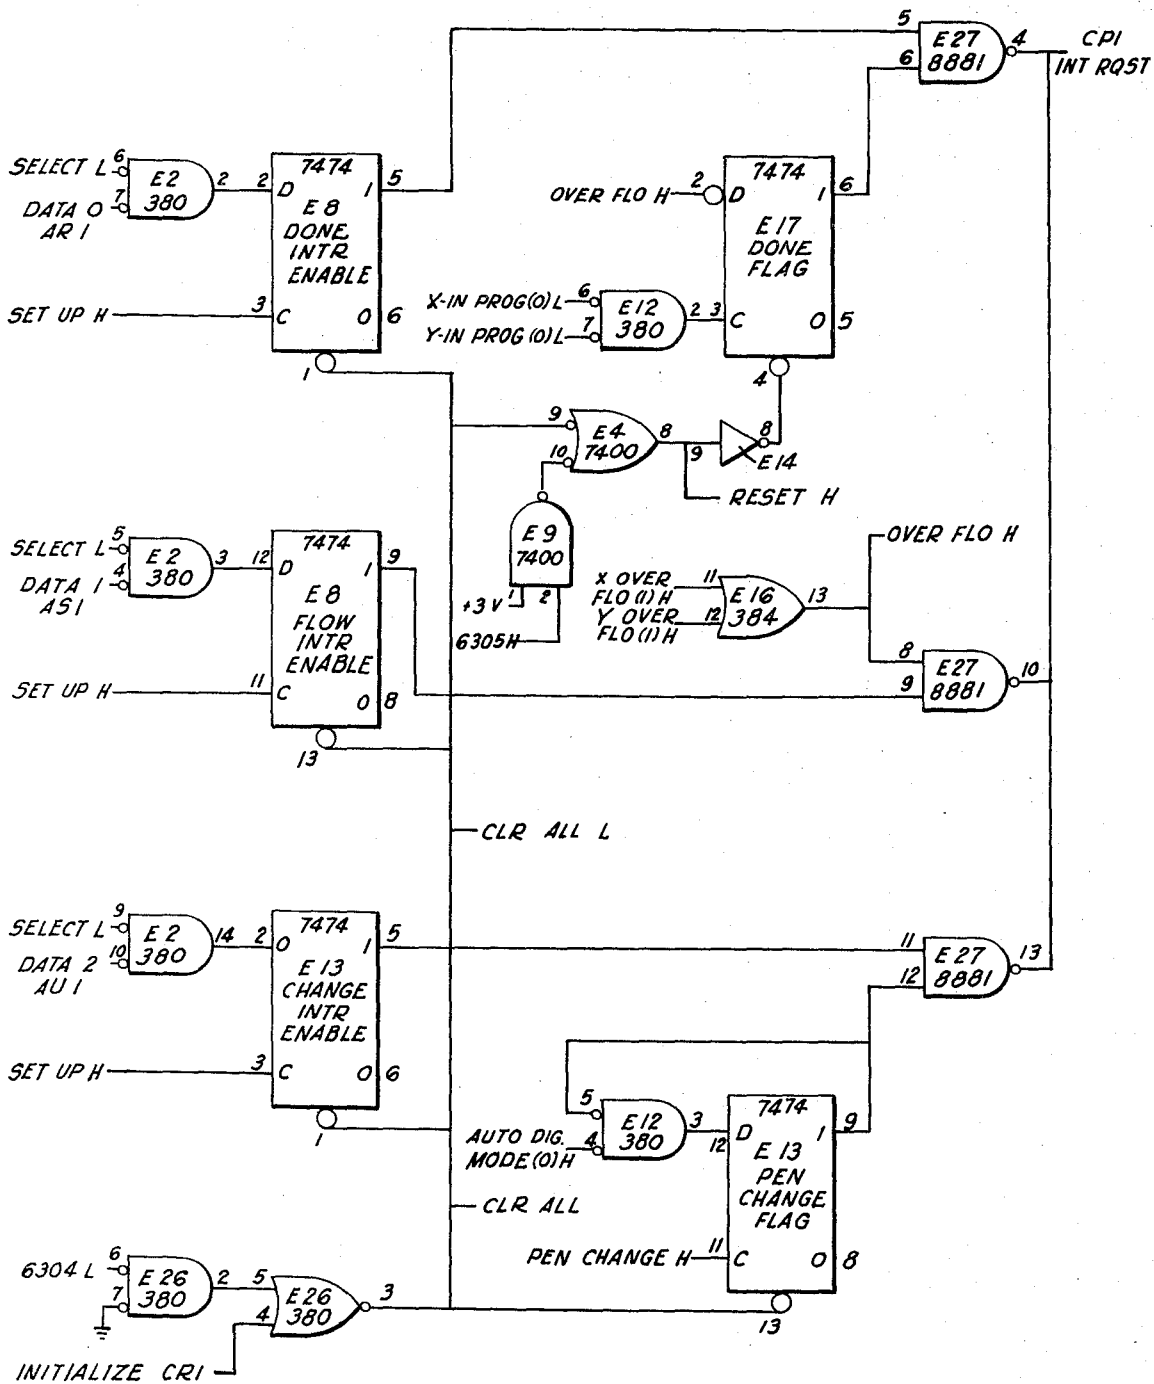 5
E27
8881
6
4
CP1
INT RQST
SELECT L
6
7
DATA 0
AR 1
E2
380
2
2
7474
D
1
E8
DONE
INTR
ENABLE
5
SET UP H
3
C
0
6
1
OVER FLO H
2
7474
D
1
E17
DONE
FLAG
6
X-IN PROG(0)L
6
Y-IN PROG(0)L
7
E12
380
2
3
C
0
5
4
9
10
E4
7400
8
9
8
E14
RESET H
E9
7400
1
2
+3V
6305H
SELECT L
5
4
DATA 1
AS1
E2
380
3
12
7474
D
1
E8
FLOW
INTR
ENABLE
9
SET UP H
11
C
0
8
13
X OVER
FLO(1)H
11
Y OVER
FLO(1)H
12
E16
384
13
OVER FLO H
8
9
E27
8881
10
CLR ALL L
SELECT L
9
10
DATA 2
AU1
E2
380
14
2
7474
0
1
E13
CHANGE
INTR
ENABLE
5
SET UP H
3
C
0
6
1
11
12
E27
8881
13
5
4
AUTO DIG.
MODE(0)H
E12
380
3
12
7474
D
1
E13
PEN
CHANGE
FLAG
9
PEN CHANGE H
11
C
0
8
13
CLR ALL
6304 L
6
7
E26
380
2
5
4
E26
380
3
INITIALIZE CR1